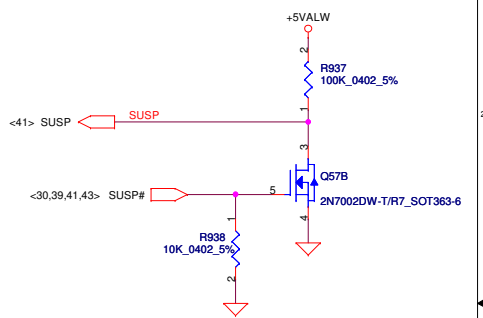 +5VALW
2
R937
100K_0402_5%
1
<41> SUSP
SUSP
2
3
Q57B
<30,39,41,43> SUSP#
5
2N7002DW-T/R7_SOT363-6
4
1
R938
10K_0402_5%
2